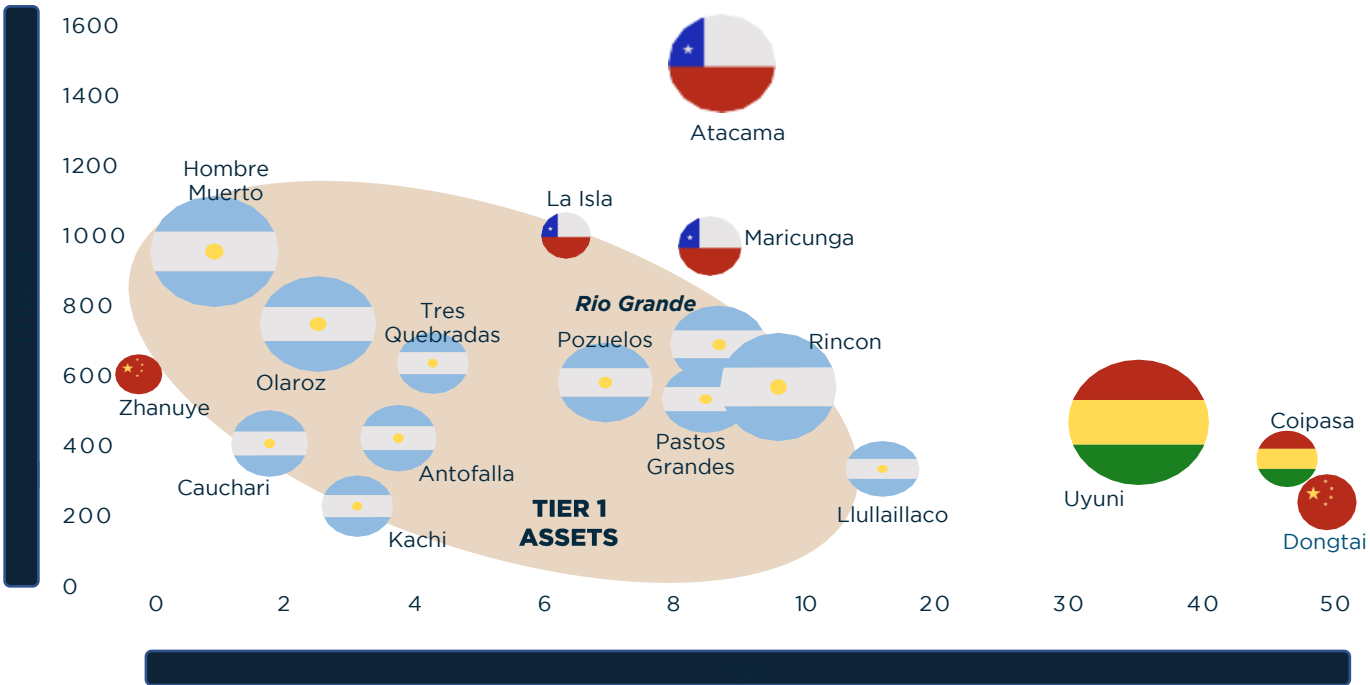 1600
1400
Atacama
1200
Hombre
Muerto
La Isla
1000
Maricunga
800
Rio Grande
Tres
Quebradas
Pozuelos
Rincon
600
Olaroz
Zhanuye
400
Coipasa
Pastos
Grandes
Antofalla
Cauchari
Uyuni
200
TIER 1
ASSETS
Llullaillaco
Kachi
Dongtai
0
0 2 4 6 8 10 20 30 40 50